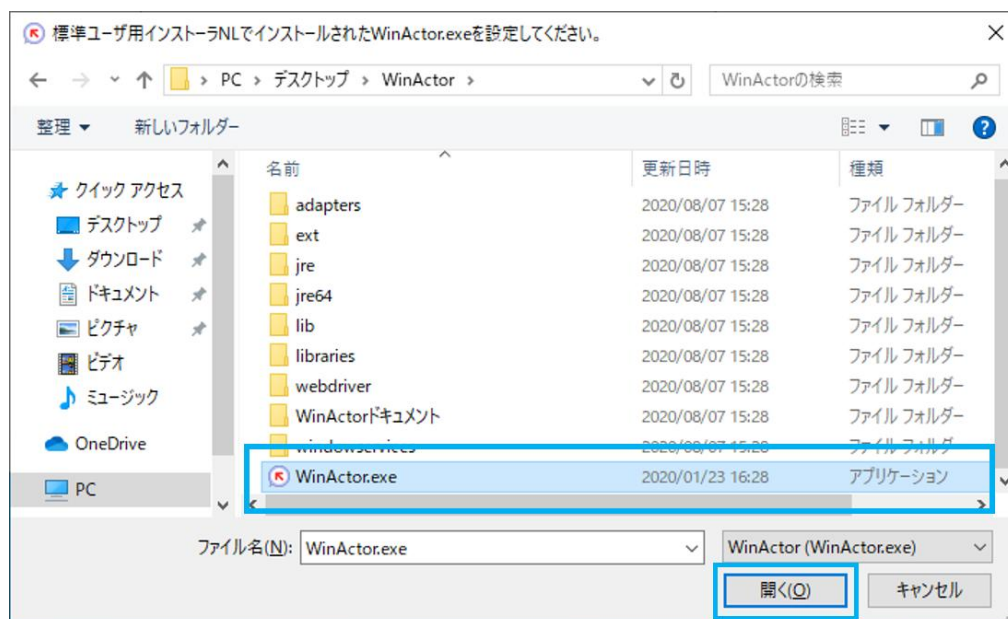 標準ユーザ用インストーラNLでインストールされたWinActor.exeを設定してください。
PC > デスクトップ > WinActor >
WinActorの検索
整理
新しいフォルダー
名前 更新日時 種類
クイック アクセス
デスクトップ
ダウンロード
ドキュメント
ピクチャ
ビデオ
ミュージック
OneDrive
PC
adapters 2020/08/07 15:28 ファイル フォルダー
ext 2020/08/07 15:28 ファイル フォルダー
jre 2020/08/07 15:28 ファイル フォルダー
jre64 2020/08/07 15:28 ファイル フォルダー
lib 2020/08/07 15:28 ファイル フォルダー
libraries 2020/08/07 15:28 ファイル フォルダー
webdriver 2020/08/07 15:28 ファイル フォルダー
WinActorドキュメント 2020/08/07 15:28 ファイル フォルダー
windowservices 2020/08/07 15:28 ファイル フォルダー
WinActor.exe 2020/01/23 16:28 アプリケーション
ファイル名(N): WinActor.exe
WinActor (WinActor.exe)
開く(O)
キャンセル